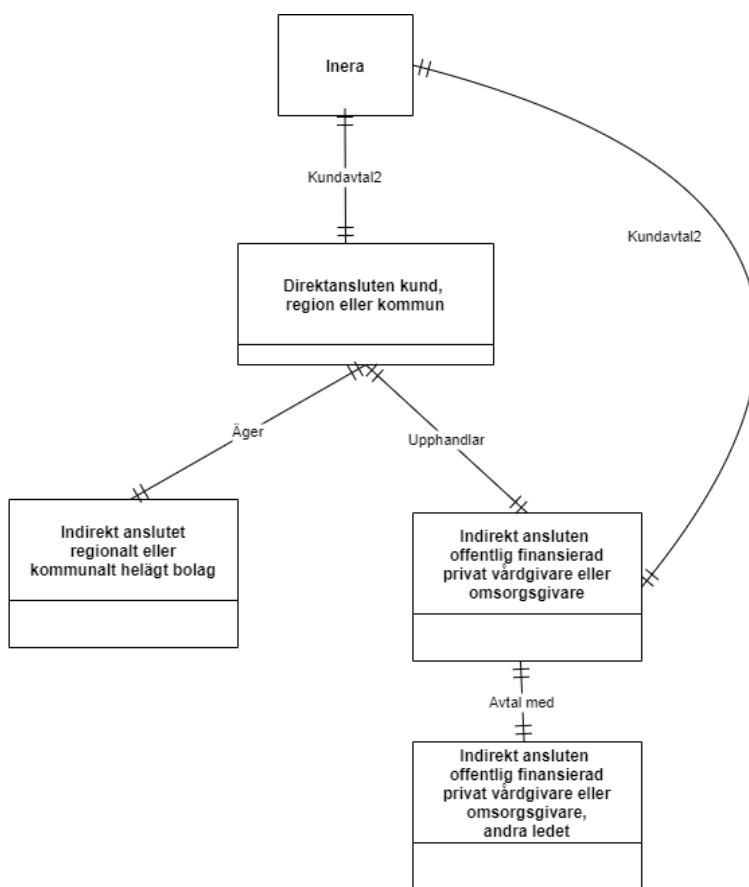 Inera
Kundavtal2
Kundavtal2
Direktansluten kund,
region eller kommun
Äger
Upphandlar
Indirekt anslutet
regionalt eller
kommunalt helägt bolag
Indirekt ansluten
offentlig finansierad
privat vårdgivare eller
omsorgsgivare
Avtal med
Indirekt ansluten
offentlig finansierad
privat vårdgivare eller
omsorgsgivare,
andra ledet